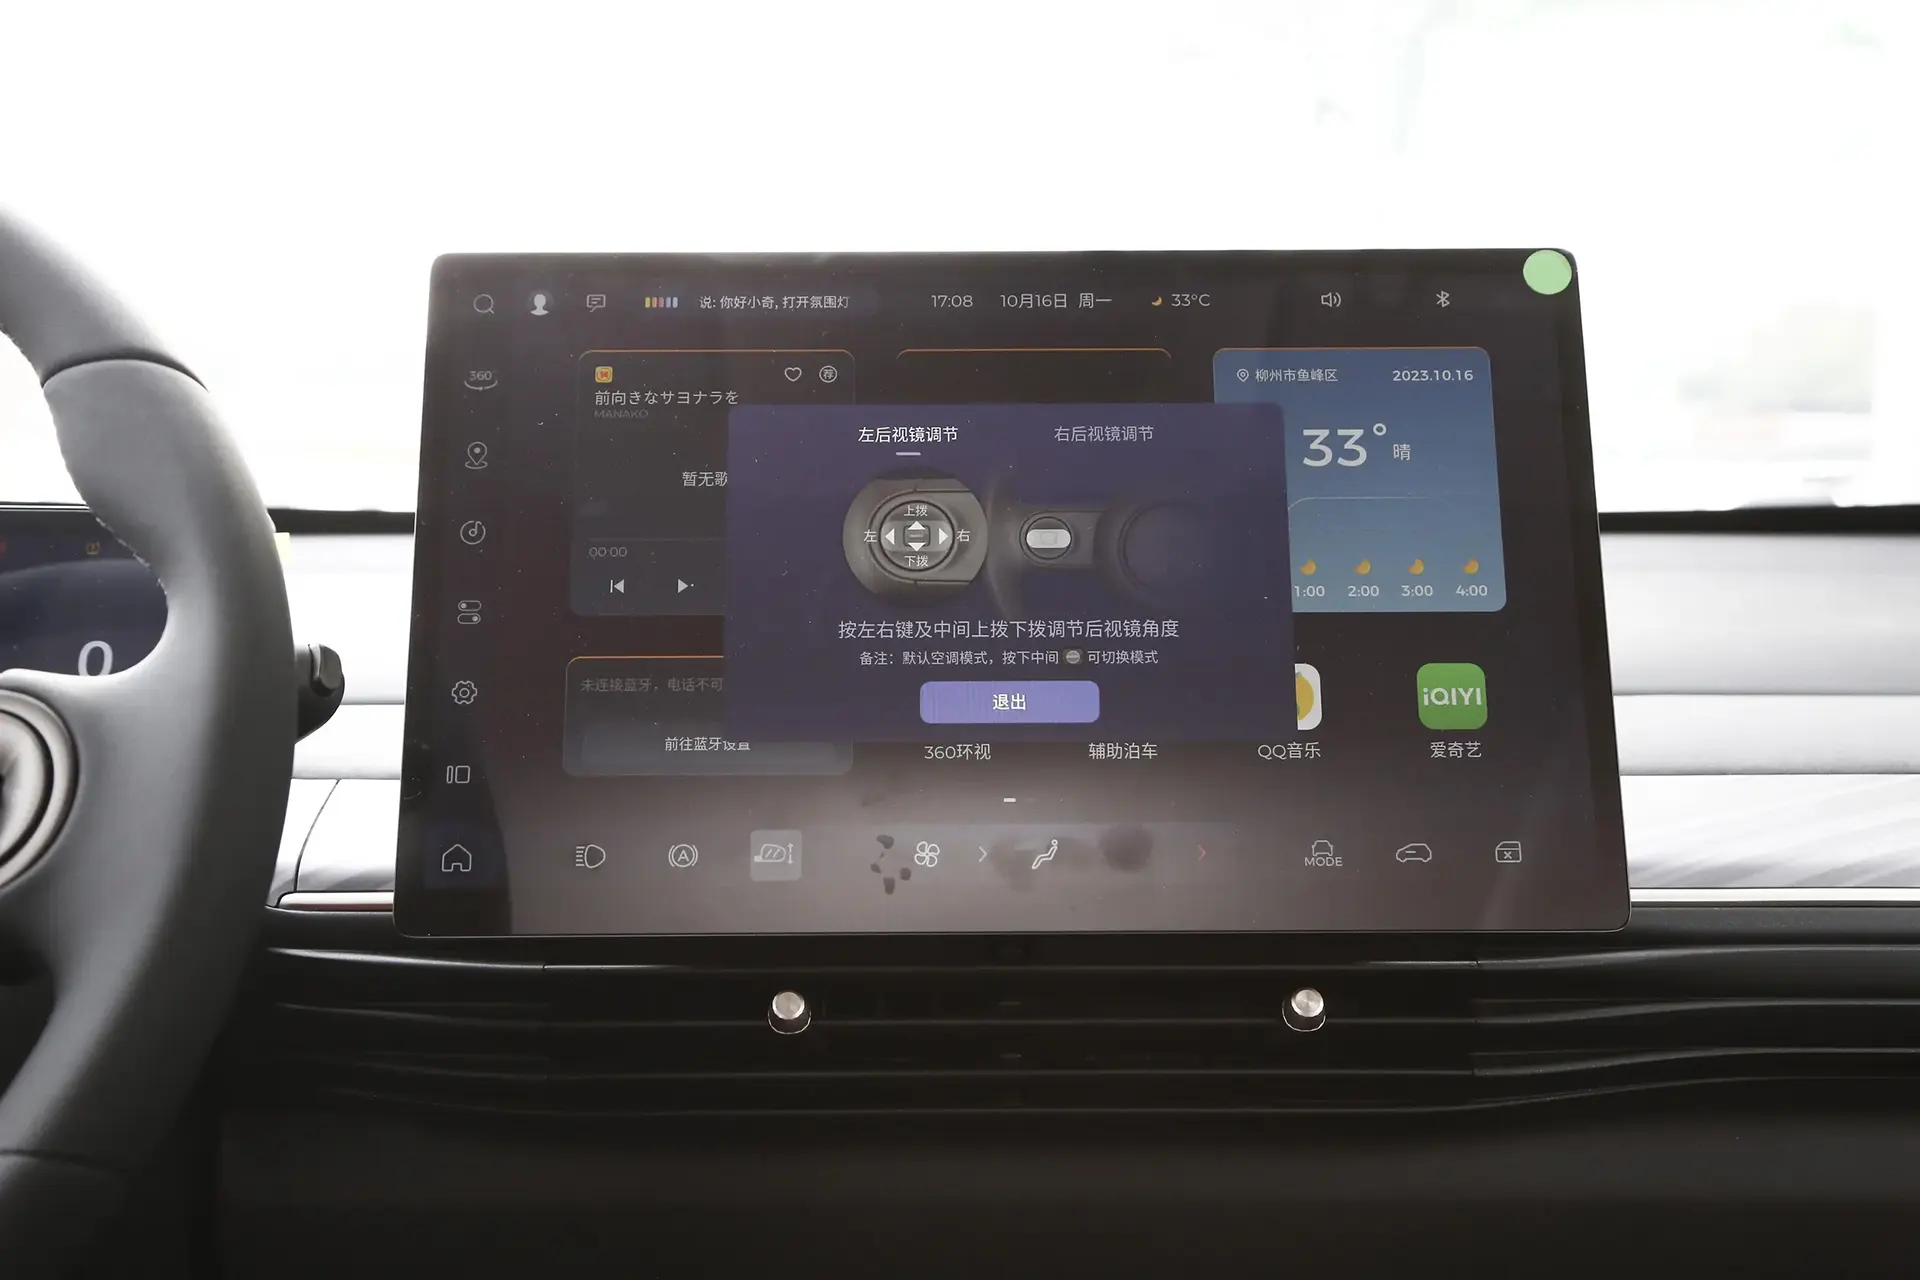 说: 你好小奇, 打开氛围灯
17:08 10月16日 周一 33°C
360
前向きなサヨナラを
MANAKO
暂无歌
00:00
柳州市鱼峰区 2023.10.16
33° 晴
1:00 2:00 3:00 4:00
左后视镜调节 右后视镜调节
上拨
左 右
下拨
按左右键及中间上拨下拨调节后视镜角度
备注: 默认空调模式, 按下中间 可切换模式
退出
未连接蓝牙, 电话不可
前往蓝牙设置
360环视 辅助泊车 QQ音乐 爱奇艺
iQIYI
荐
A
MODE
0